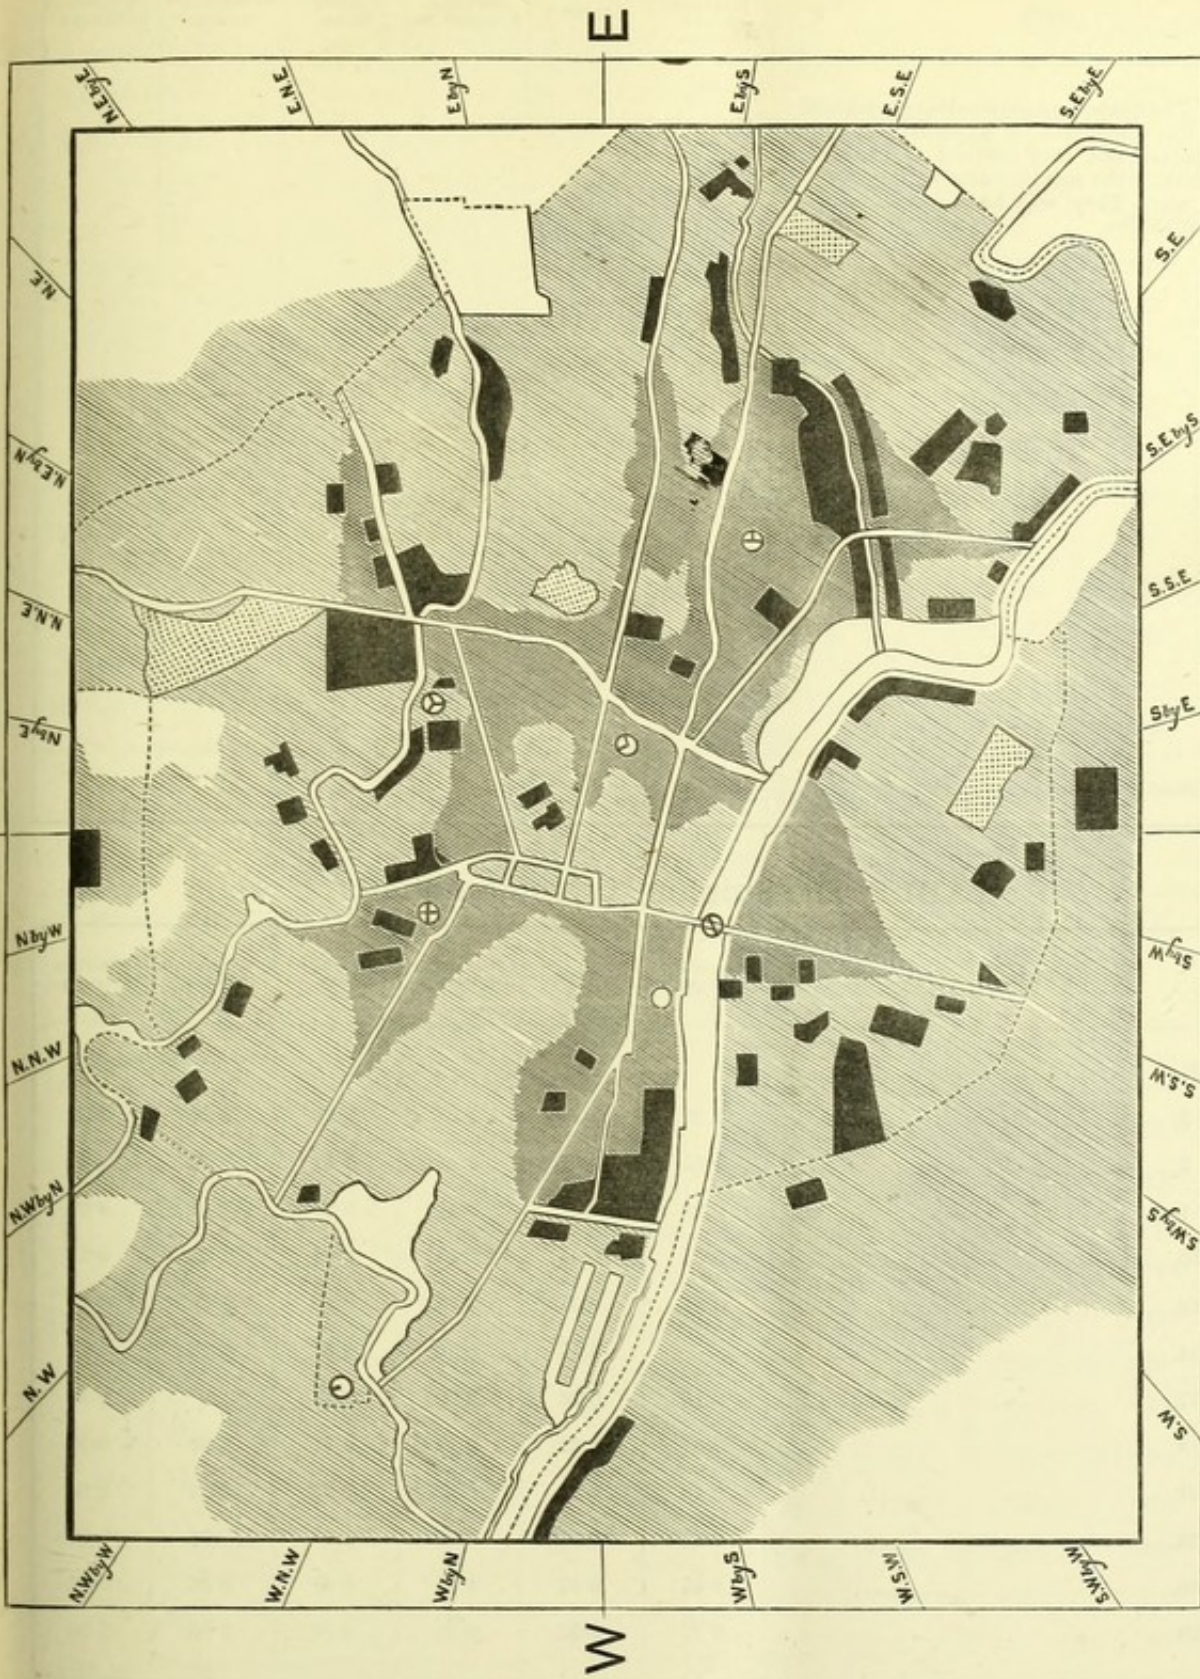 E
N.E by E
E.N.E
E by N
E by S
E.S.E
S.E by E
N.E
S.E
N.E by N
S.E by S
N.N.E
S.S.E
N by E
S by E
N by W
S by W
N.N.W
S.S.W
N.W by N
S.W by S
N.W
S.W
N.W by W
W.N.W
W by N
W by S
W.S.W
S.W by W
W